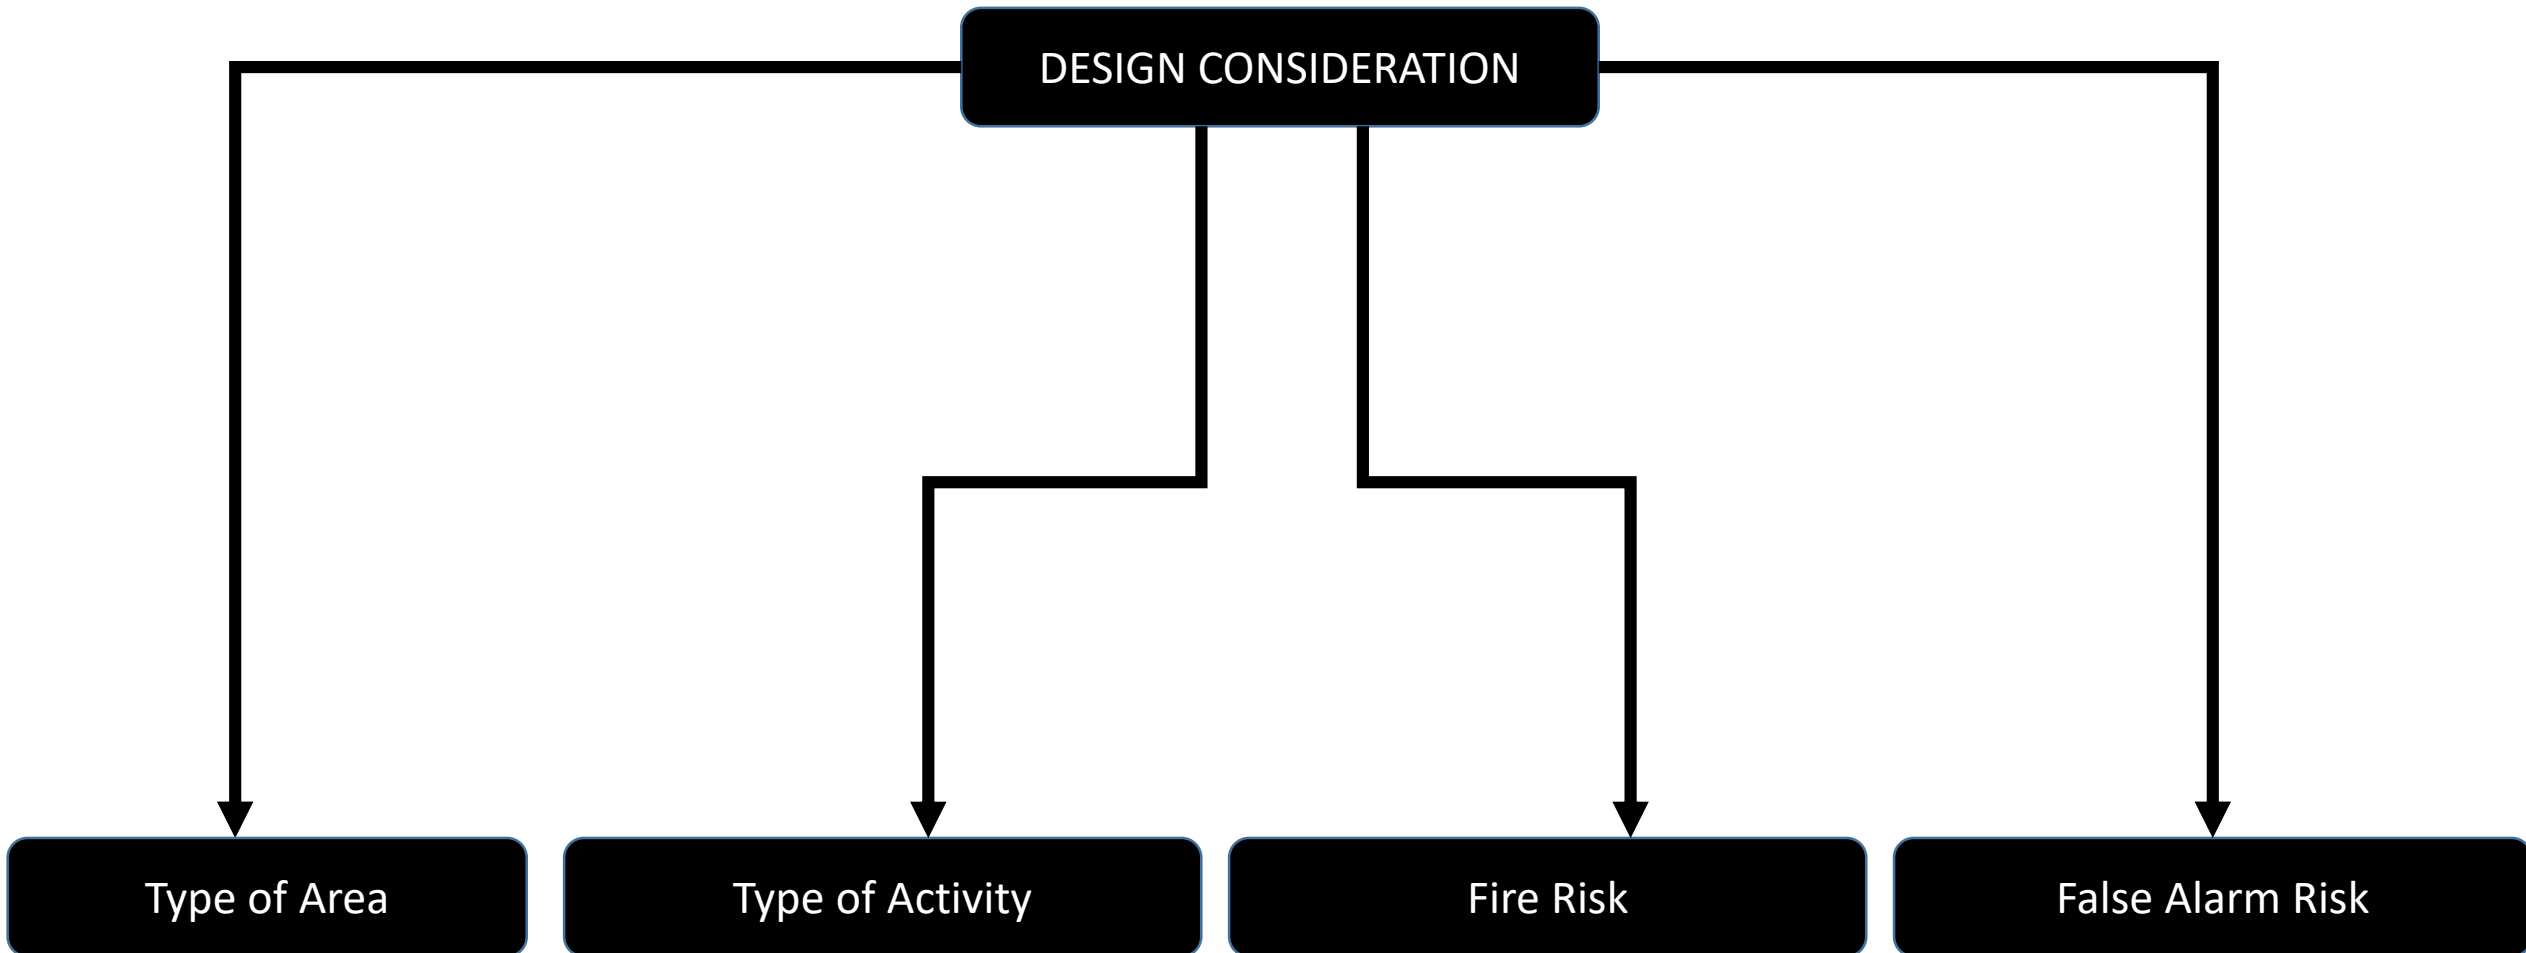 DESIGN CONSIDERATION
Type of Area
Type of Activity
Fire Risk
False Alarm Risk